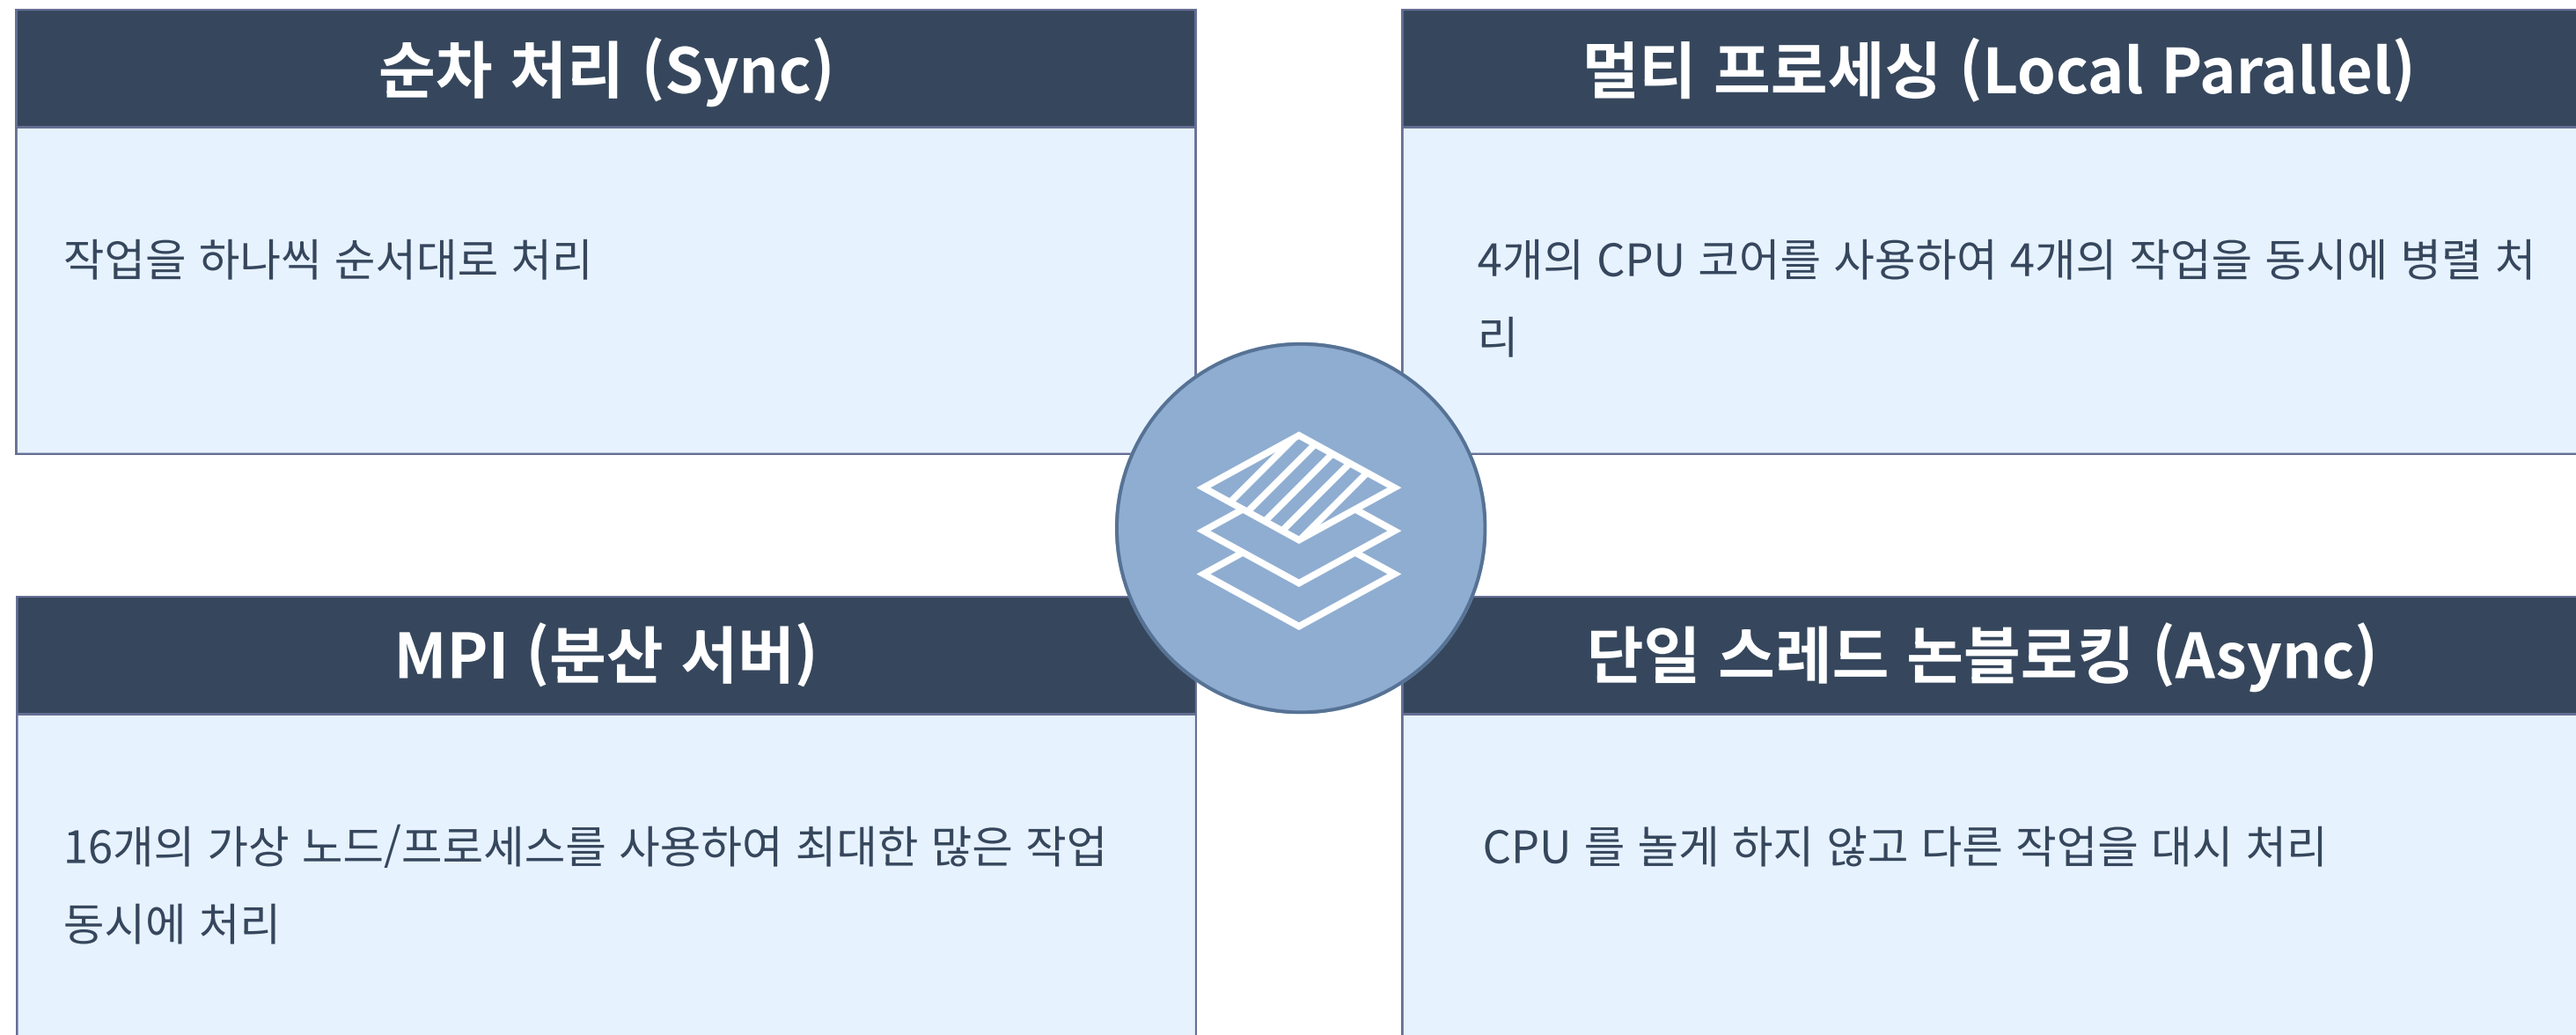 순차 처리 (Sync)
작업을 하나씩 순서대로 처리
멀티 프로세싱 (Local Parallel)
4개의 CPU 코어를 사용하여 4개의 작업을 동시에 병렬 처
리
MPI (분산 서버)
16개의 가상 노드/프로세스를 사용하여 최대한 많은 작업
동시에 처리
단일 스레드 논블로킹 (Async)
CPU 를 놀게 하지 않고 다른 작업을 대시 처리